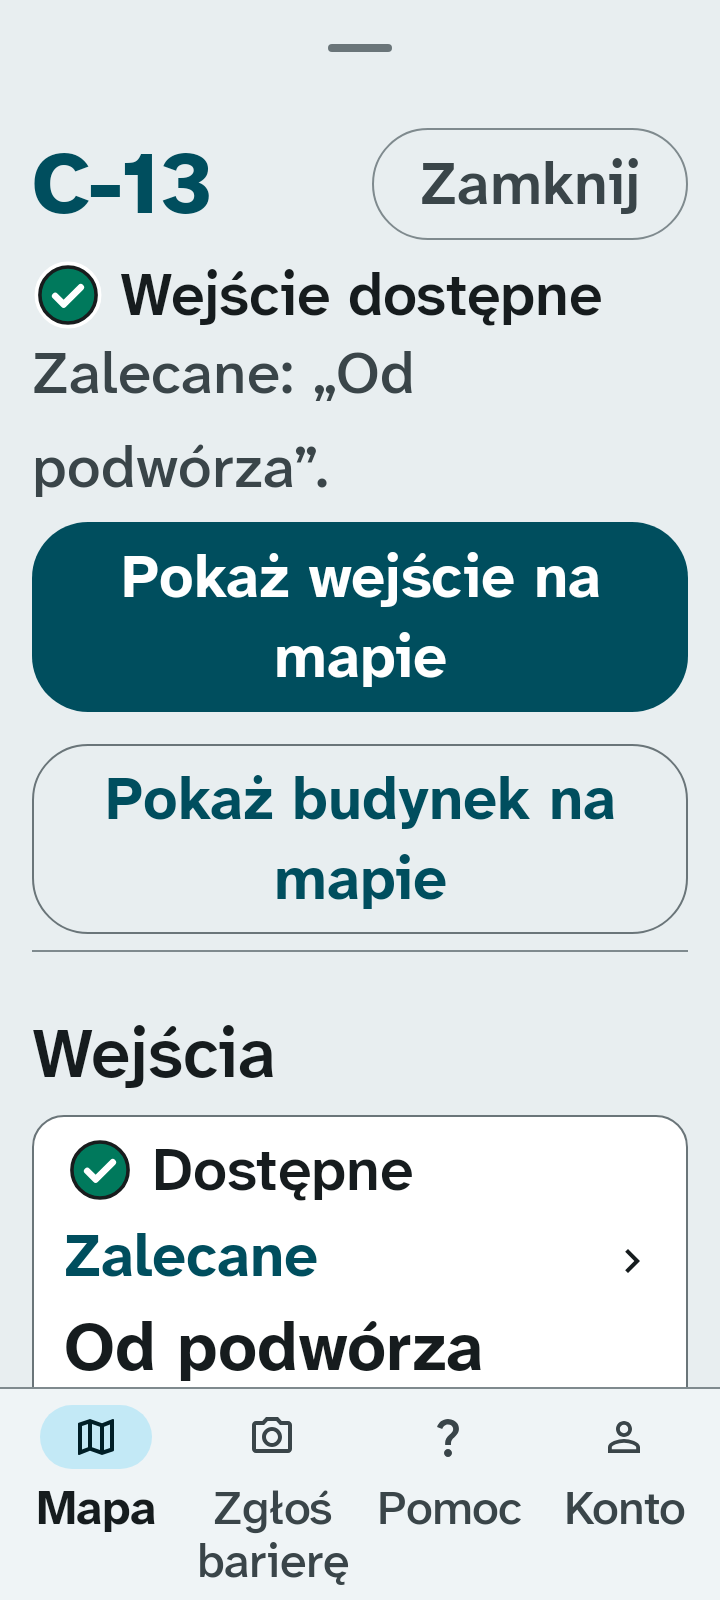 C-13
Zamknij
Wejście dostępne
Zalecane: „Od
podwórza”.
Pokaż wejście na
mapie
Pokaż budynek na
mapie
Wejścia
Dostępne
Zalecane
Od podwórza
Mapa
Zgłoś
barierę
Pomoc
Konto